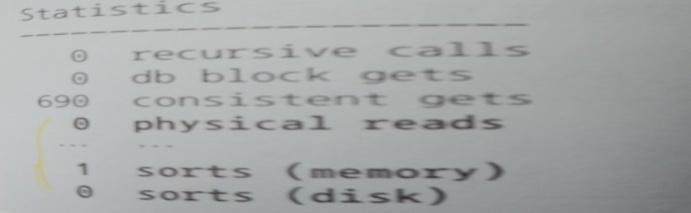 Statistics
----------------------------------------------------------
0 recursive calls
0 db block gets
690 consistent gets
0 physical reads
... ...
1 sorts (memory)
0 sorts (disk)